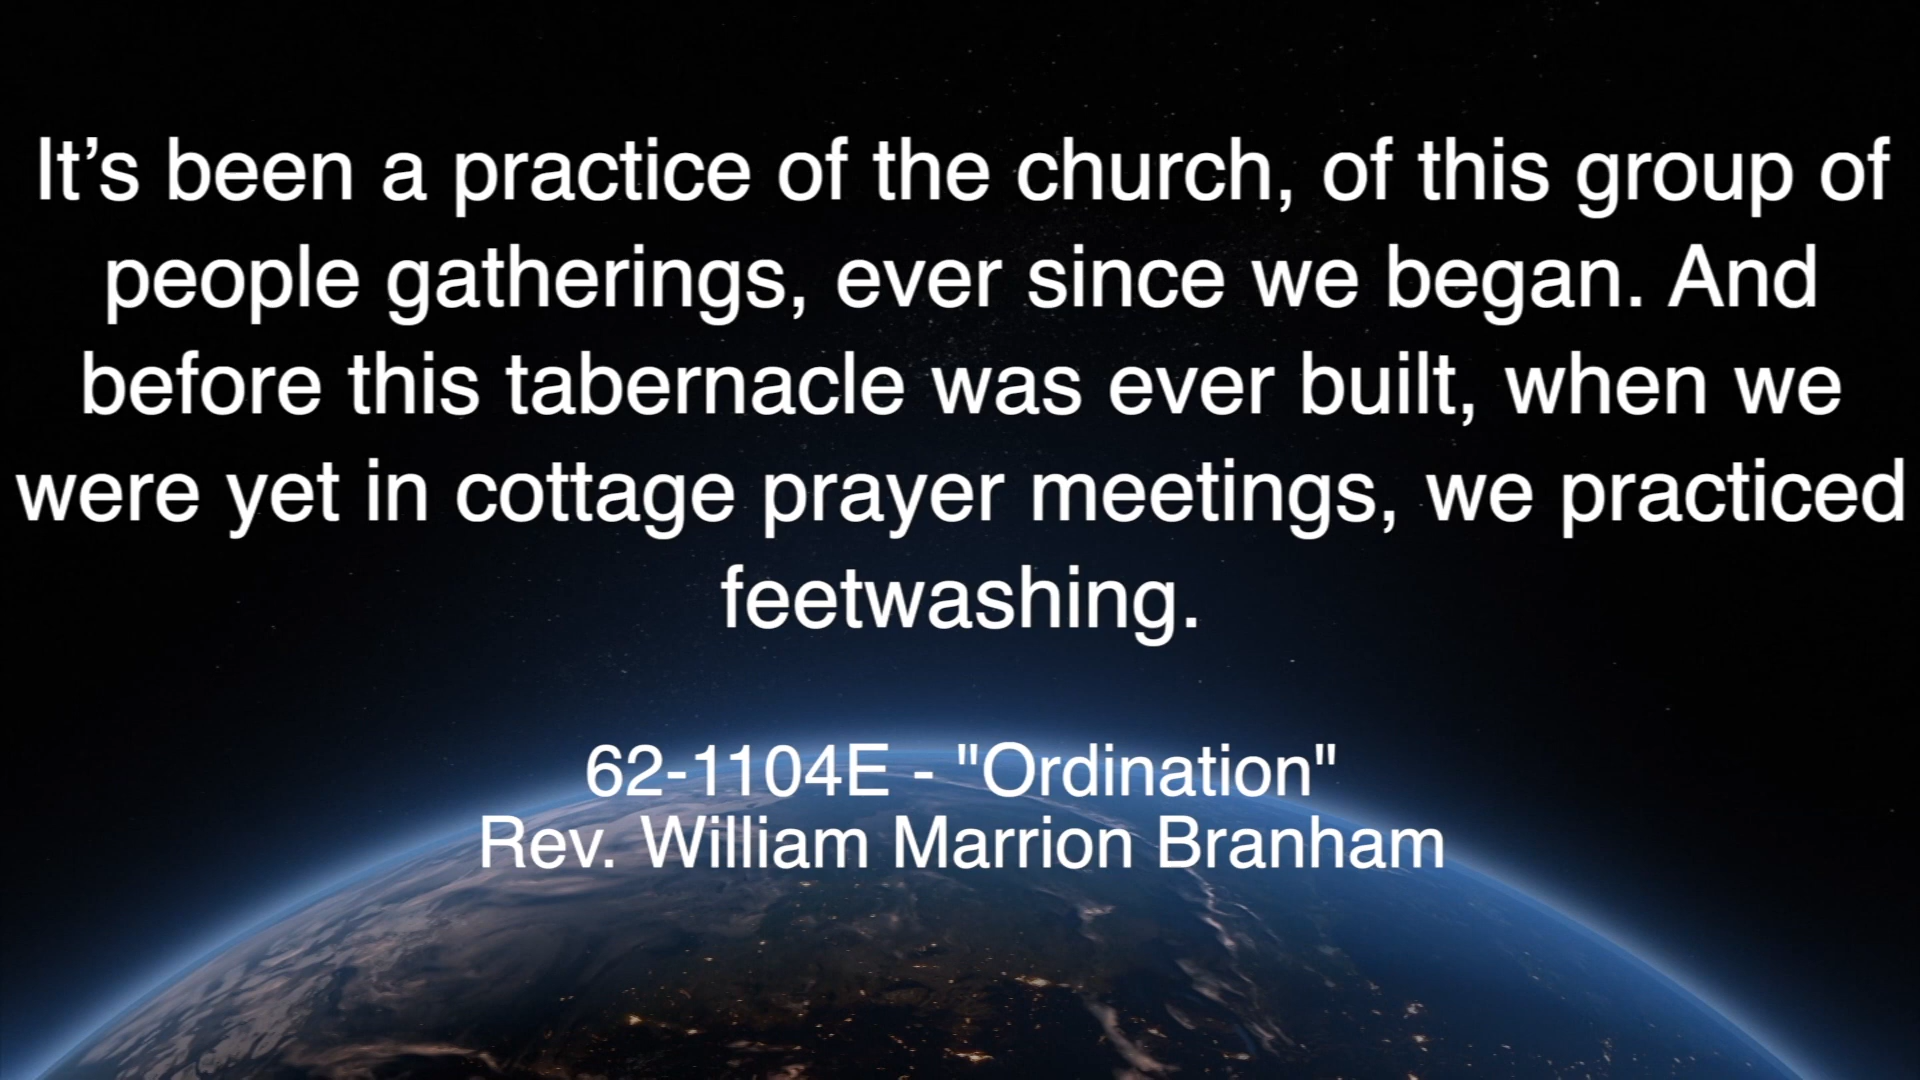 It’s been a practice of the church, of this group of
people gatherings, ever since we began. And
before this tabernacle was ever built, when we
were yet in cottage prayer meetings, we practiced
feetwashing.
62-1104E - "Ordination"
Rev. William Marrion Branham